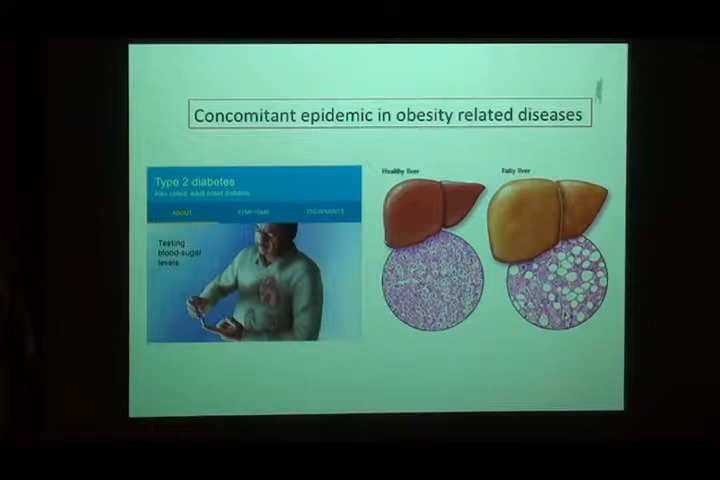 Concomitant epidemic in obesity related diseases
Type 2 diabetes
Also called: adult onset diabetes
ABOUT
SYMPTOMS
TREATMENTS
Testing
blood-sugar
levels
Healthy liver
Fatty liver